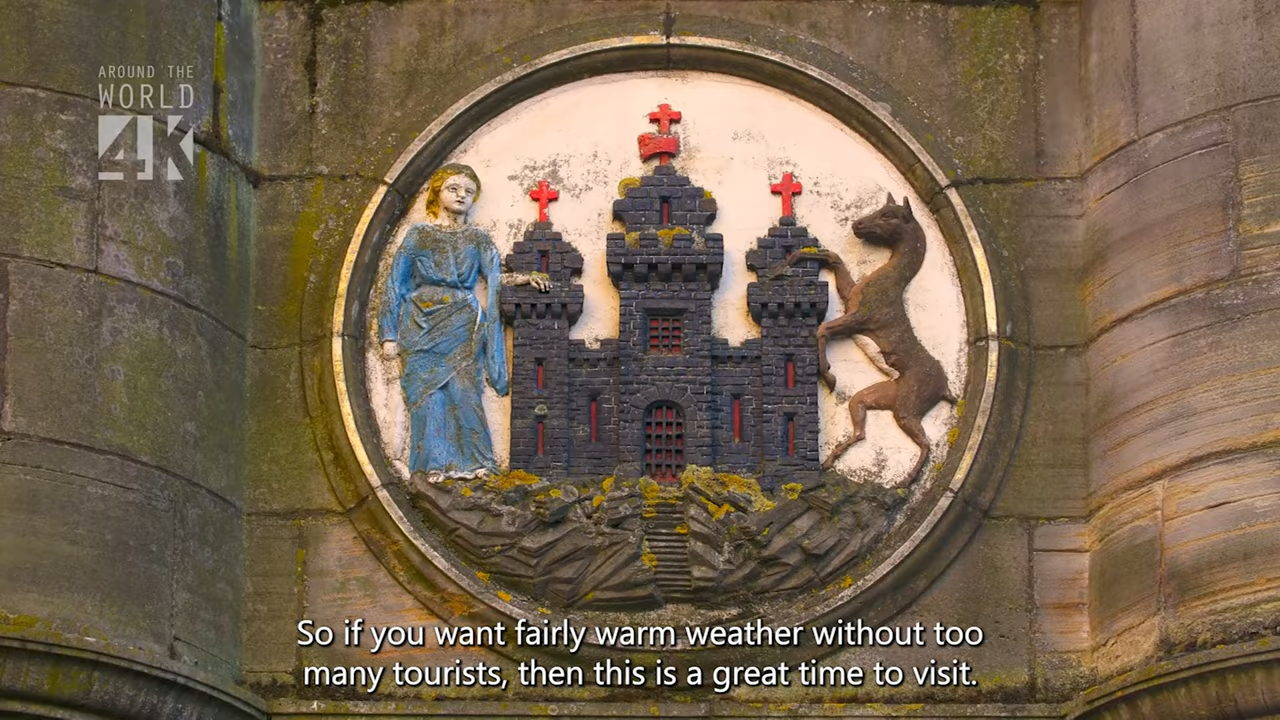 AROUND THE
WORLD
4K
So if you want fairly warm weather without too
many tourists, then this is a great time to visit.